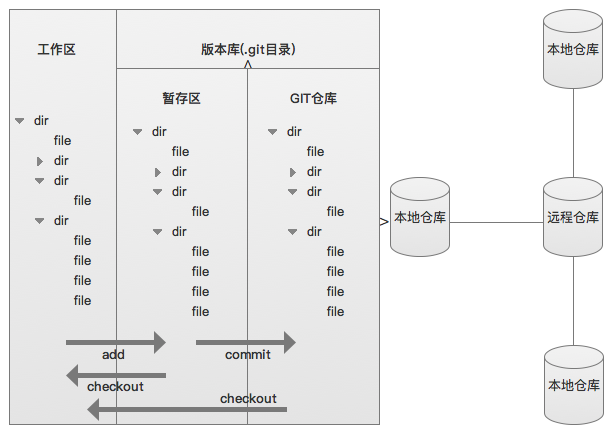 工作区
版本库(.git目录)
暂存区
GIT仓库
dir
file
dir
dir
file
dir
file
file
file
file
dir
file
dir
dir
file
dir
file
file
file
file
dir
file
dir
dir
file
dir
file
file
file
file
add
commit
checkout
checkout
本地仓库
本地仓库
远程仓库
本地仓库